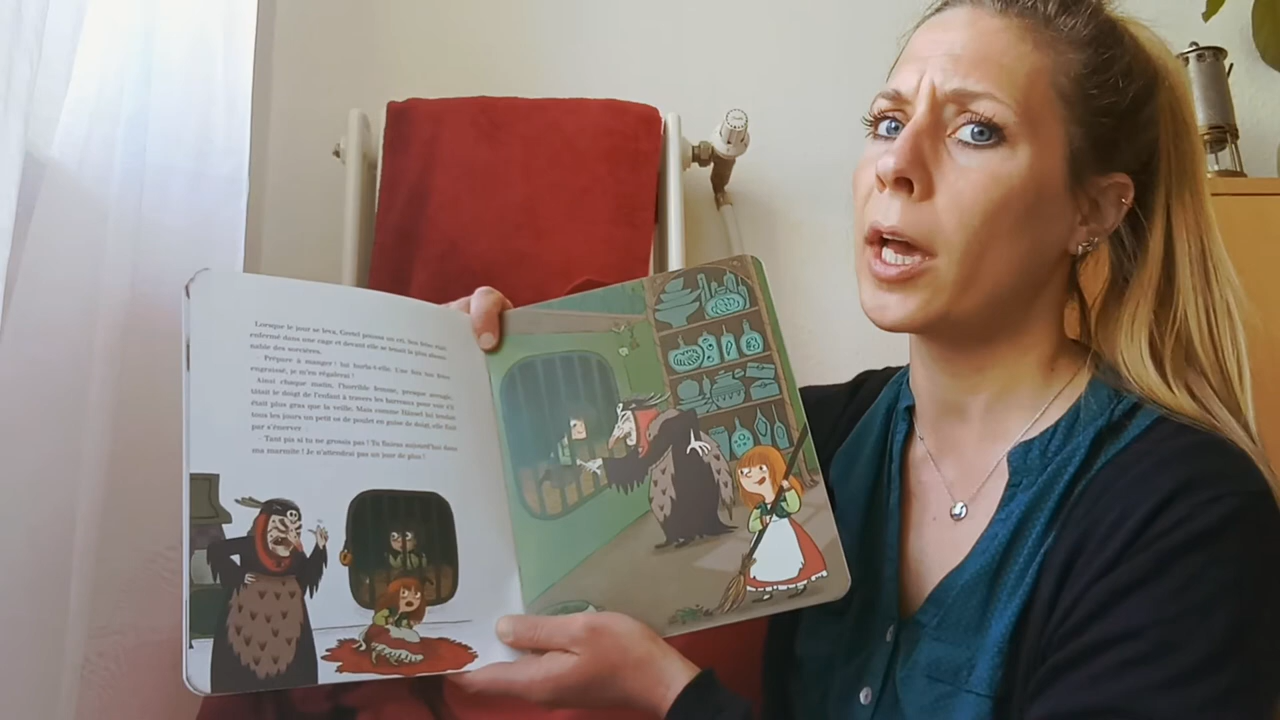 Lorsque le jour se leva, Gretel poussa un cri. Son frère était
enfermé dans une cage et devant elle se tenait la plus abomi-
nable des sorcières.
- Prépare à manger ! lui hurla-t-elle. Une fois ton frère
engraissé, je m'en régalerai !
Ainsi chaque matin, l'horrible femme, presque aveugle,
tâtait le doigt de l'enfant à travers les barreaux pour voir s'il
était plus gras que la veille. Mais comme Hänsel lui tendait
tous les jours un petit os de poulet en guise de doigt, elle finit
par s'énerver
- Tant pis si tu ne grossis pas ! Tu finiras aujourd'hui dans
ma marmite ! Je n'attendrai pas un jour de plus !